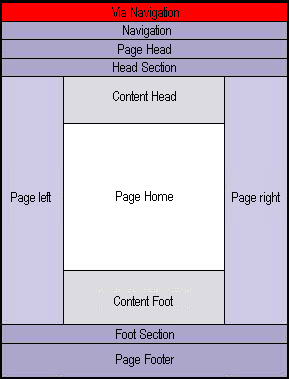 Via Navigation
Navigation
Page Head
Head Section
Content Head
Page left
Page Home
Page right
Content Foot
Foot Section
Page Footer